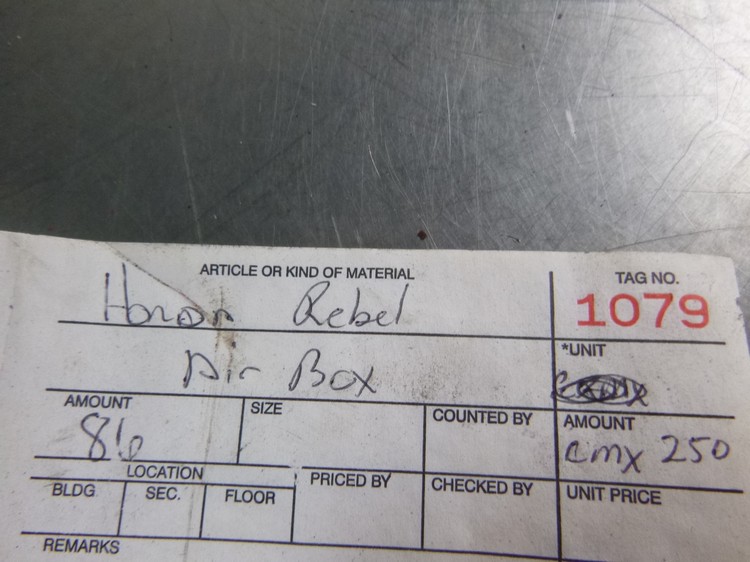 ARTICLE OR KIND OF MATERIAL
TAG NO.
Honda Rebel
1079
Air Box
*UNIT
AMOUNT
SIZE
COUNTED BY
AMOUNT
86
cmx 250
LOCATION
BLDG. SEC. FLOOR
PRICED BY
CHECKED BY
UNIT PRICE
REMARKS